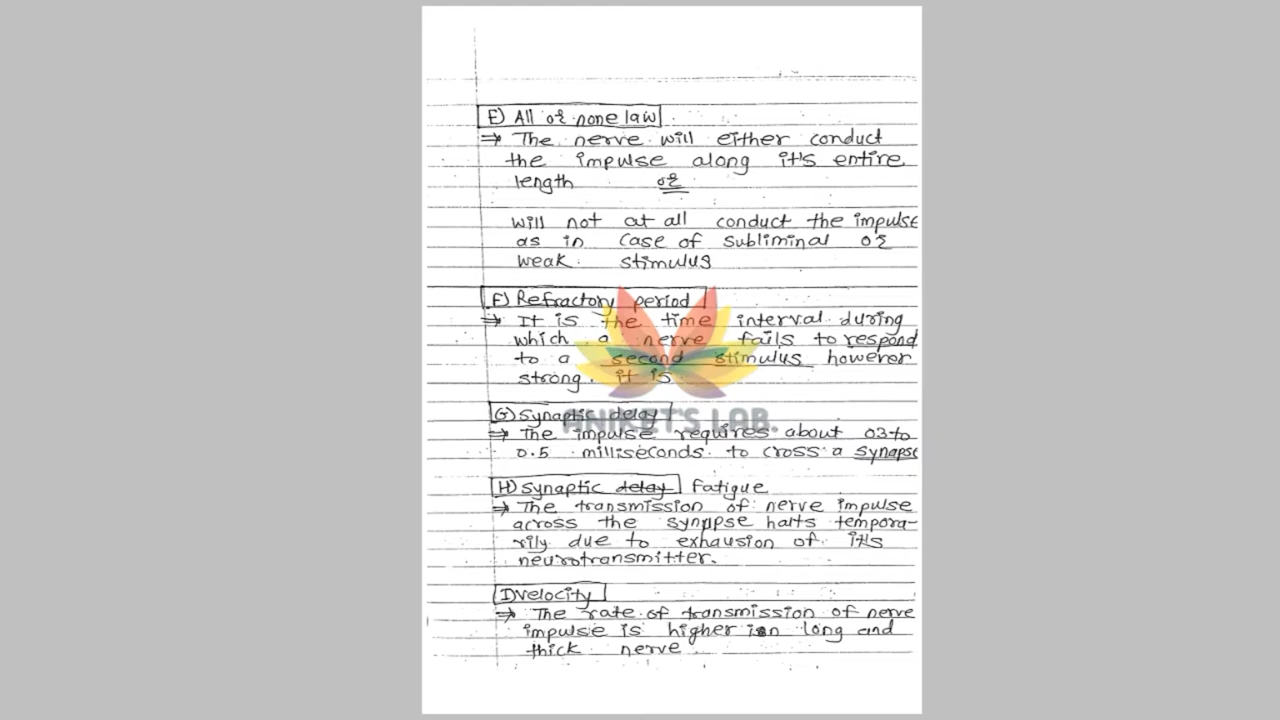 E) All or none law
⇒ The nerve will either conduct
the impulse along it's entire
length or
will not at all conduct the impulse
as in case of subliminal or
weak stimulus
F) Refractory period
⇒ It is the time interval during
which a nerve fails to respond
to a second stimulus however
strong. it is
G) Synaptic delay
⇒ The impulse requires about 03 to
0.5 milliseconds to cross a synapse
H) Synaptic delay Fatigue
⇒ The transmission of nerve impulse
across the synapse halts tempora-
rily due to exhausion of it's
neurotransmitter.
I) Velocity
⇒ The rate of transmission of nerve
impulse is higher in long and
thick nerve
ANIKET'S LAB.